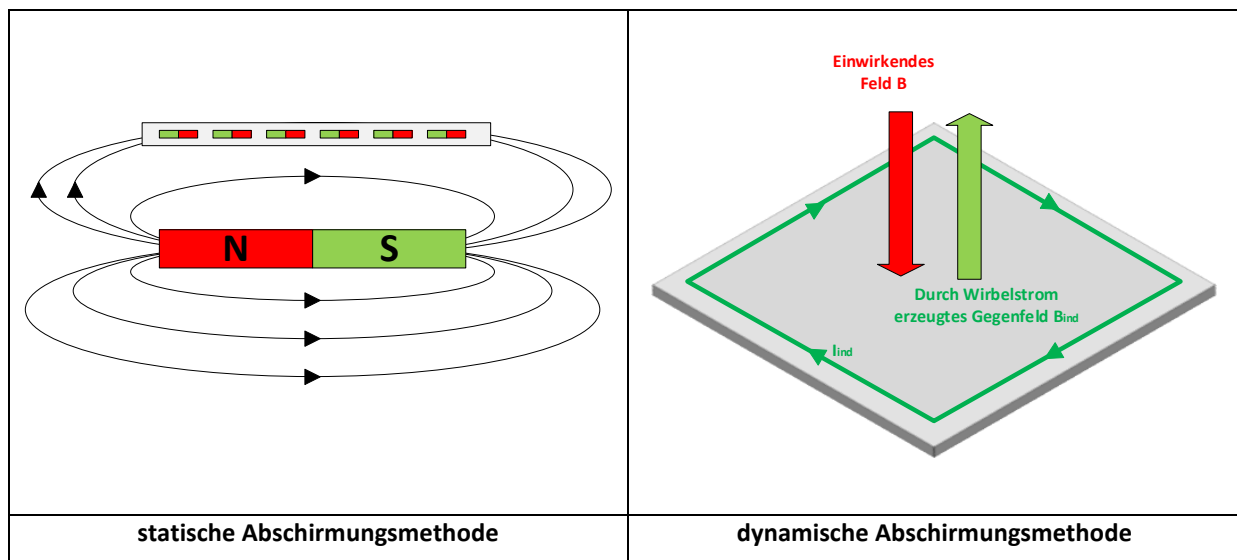 N
S
statische Abschirmungsmethode
Einwirkendes
Feld B
Durch Wirbelstrom
erzeugtes Gegenfeld Bind
Iind
dynamische Abschirmungsmethode